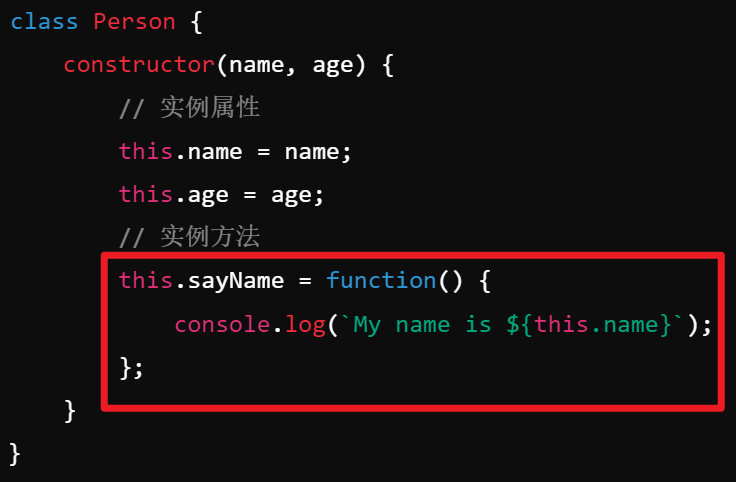 class Person {
    constructor(name, age) {
        // 实例属性
        this.name = name;
        this.age = age;
        // 实例方法
        this.sayName = function() {
            console.log(`My name is ${this.name}`);
        };
    }
}